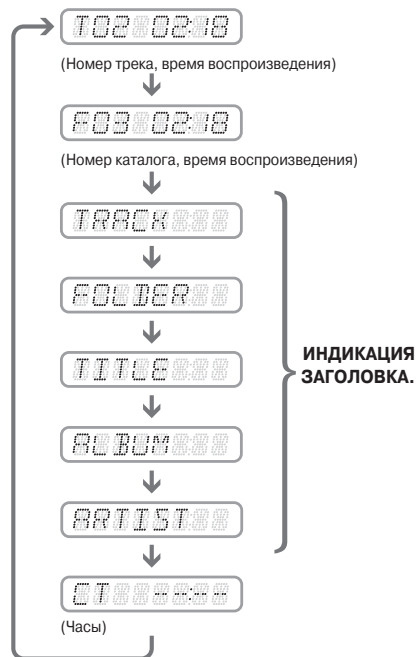 T02 02:18
(Номер трека, время воспроизведения)
F03 02:18
(Номер каталога, время воспроизведения)
TRACK
FOLDER
TITLE
ALBUM
ARTIST
ИНДИКАЦИЯ
ЗАГОЛОВКА.
CT --:--
(Часы)